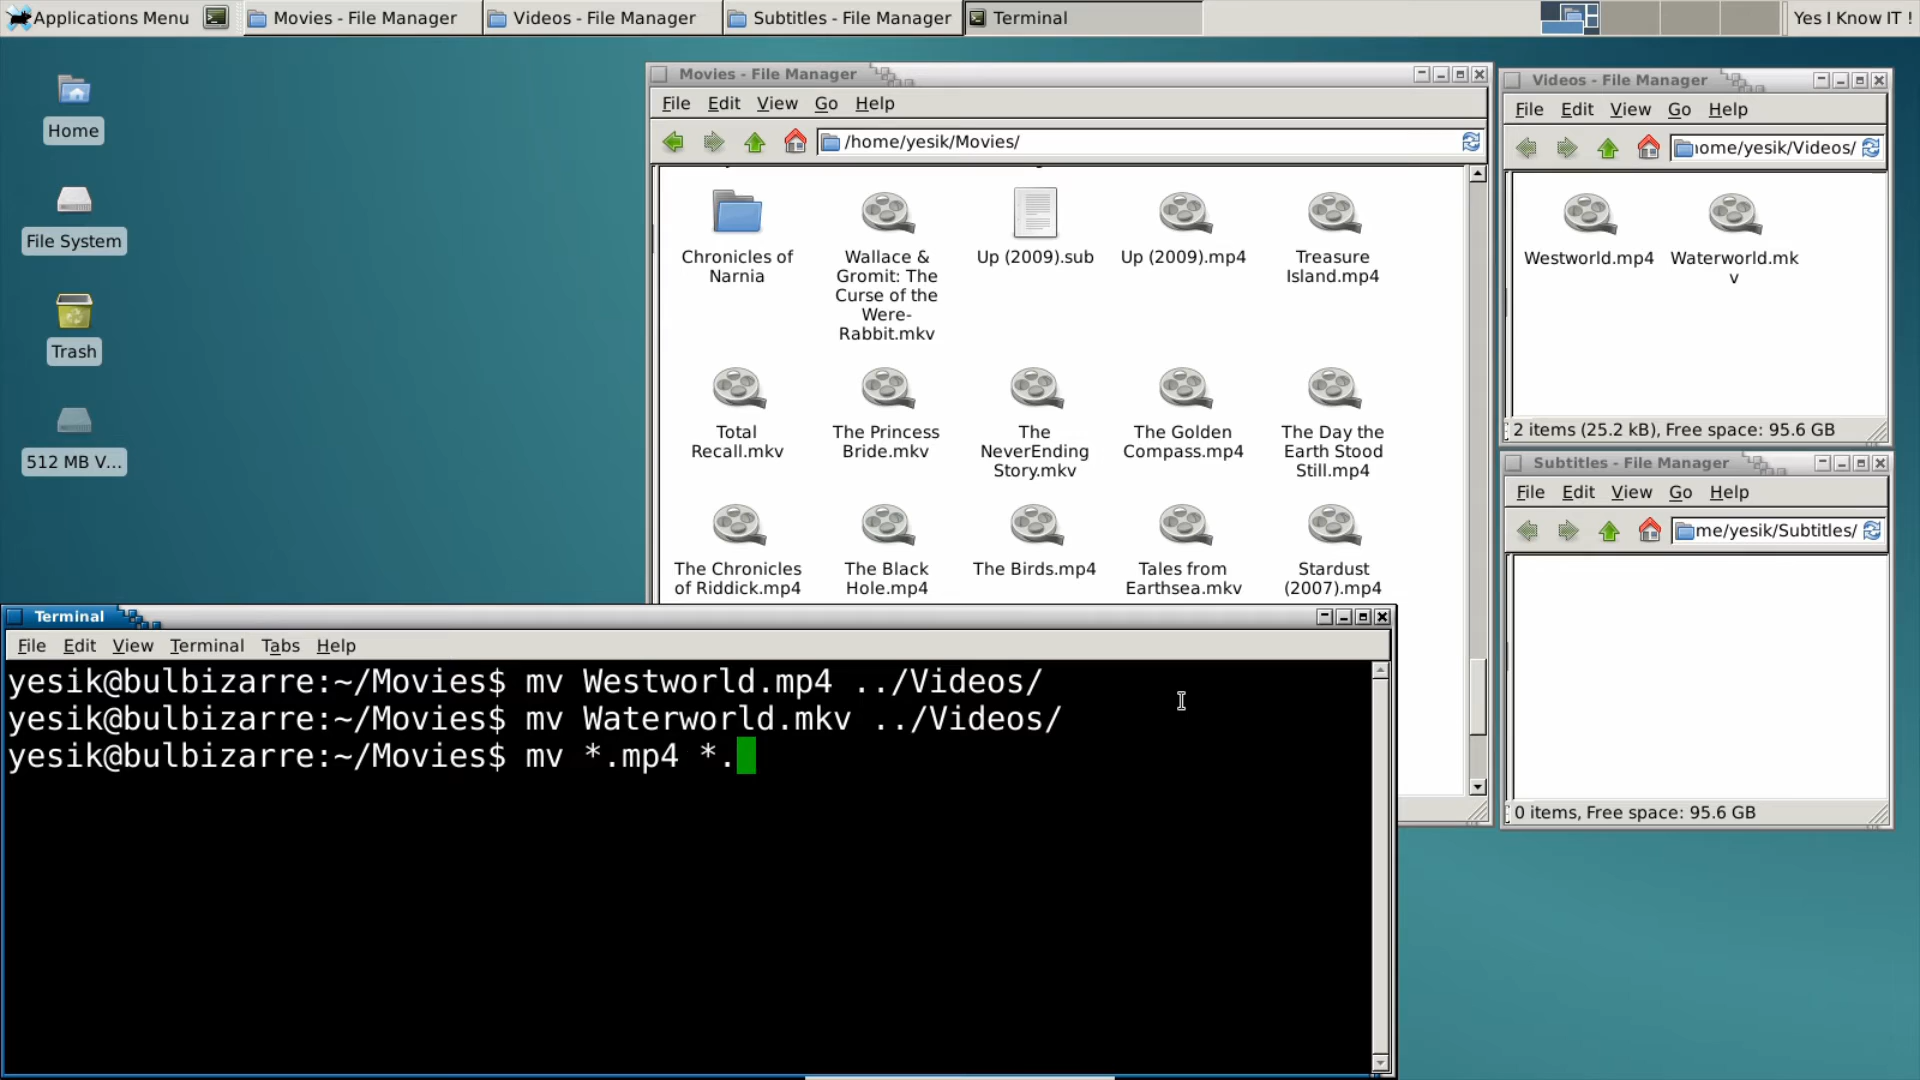 Applications Menu
Movies - File Manager
Videos - File Manager
Subtitles - File Manager
Terminal
Yes I Know IT !
Home
File System
Trash
512 MB V...
Movies - File Manager
File Edit View Go Help
/home/yesik/Movies/
Chronicles of
Narnia
Wallace &
Gromit: The
Curse of the
Were-
Rabbit.mkv
Up (2009).sub
Up (2009).mp4
Treasure
Island.mp4
Total
Recall.mkv
The Princess
Bride.mkv
The
NeverEnding
Story.mkv
The Golden
Compass.mp4
The Day the
Earth Stood
Still.mp4
The Chronicles
of Riddick.mp4
The Black
Hole.mp4
The Birds.mp4
Tales from
Earthsea.mkv
Stardust
(2007).mp4
Videos - File Manager
File Edit View Go Help
ome/yesik/Videos/
Westworld.mp4
Waterworld.mk
v
2 items (25.2 kB), Free space: 95.6 GB
Subtitles - File Manager
File Edit View Go Help
me/yesik/Subtitles/
0 items, Free space: 95.6 GB
Terminal
File Edit View Terminal Tabs Help
yesik@bulbizarre:~/Movies$ mv Westworld.mp4 ../Videos/
yesik@bulbizarre:~/Movies$ mv Waterworld.mkv ../Videos/
yesik@bulbizarre:~/Movies$ mv *.mp4 *.